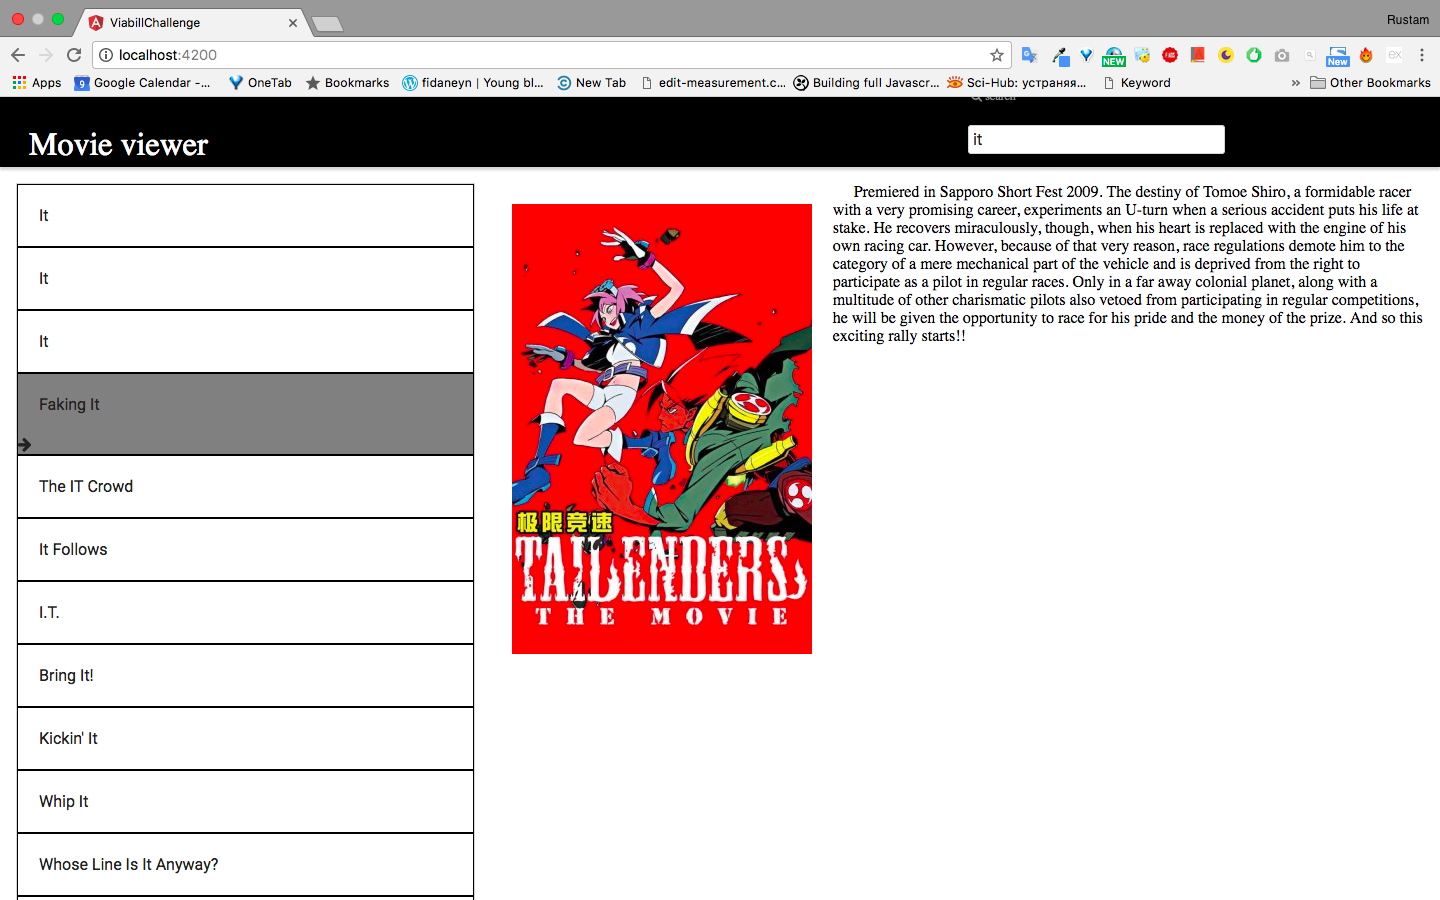 ViabillChallenge
Rustam
localhost:4200
NEW
New
Apps
9
Google Calendar -...
OneTab
Bookmarks
fidaneyn | Young bl...
New Tab
edit-measurement.c...
Building full Javascr...
Sci-Hub: устраняя...
Keyword
»
Other Bookmarks
search
Movie viewer
it
It
It
It
Faking It
The IT Crowd
It Follows
I.T.
Bring It!
Kickin' It
Whip It
Whose Line Is It Anyway?
极限竞速
TAILENDERS
THE MOVIE
Premiered in Sapporo Short Fest 2009. The destiny of Tomoe Shiro, a formidable racer
with a very promising career, experiments an U-turn when a serious accident puts his life at
stake. He recovers miraculously, though, when his heart is replaced with the engine of his
own racing car. However, because of that very reason, race regulations demote him to the
category of a mere mechanical part of the vehicle and is deprived from the right to
participate as a pilot in regular races. Only in a far away colonial planet, along with a
multitude of other charismatic pilots also vetoed from participating in regular competitions,
he will be given the opportunity to race for his pride and the money of the prize. And so this
exciting rally starts!!